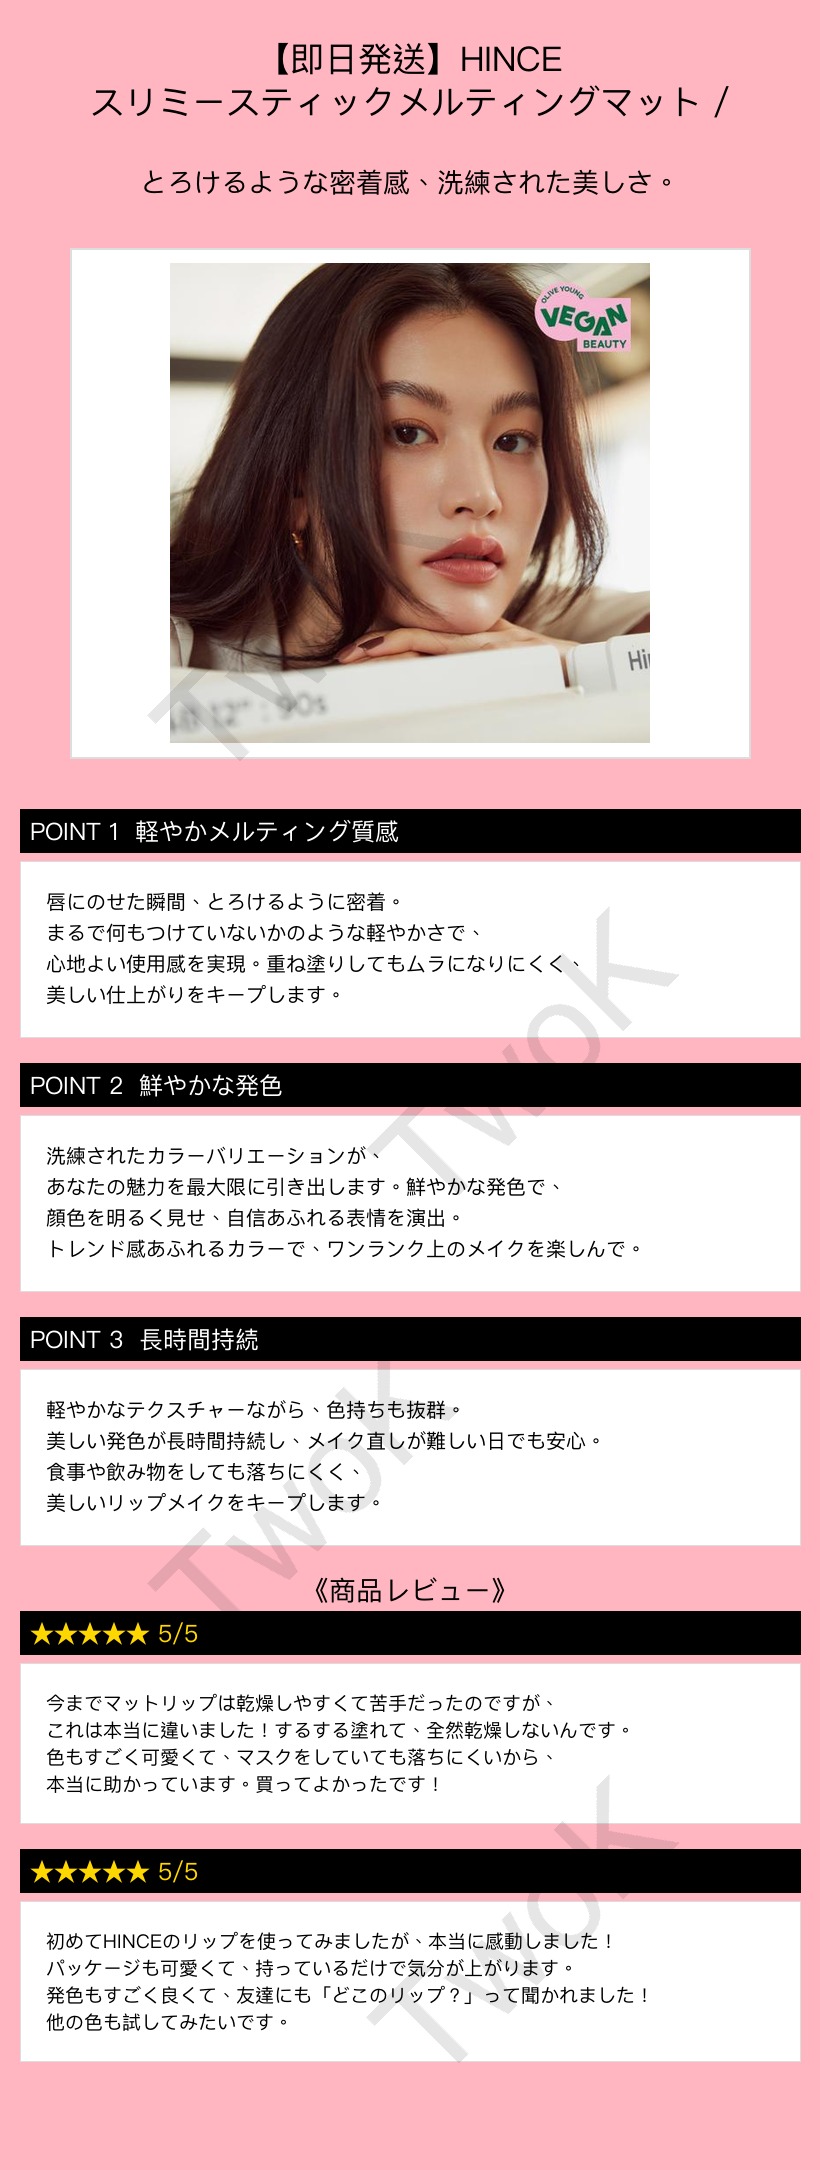 【即日発送】HINCE
スリミースティックメルティングマット /
とろけるような密着感、洗練された美しさ。
OLIVE YOUNG
VEGAN
BEAUTY
Hi
12" : 90s
TwoK
POINT 1 軽やかメルティング質感
唇にのせた瞬間、とろけるように密着。
まるで何もつけていないかのような軽やかさで、
心地よい使用感を実現。重ね塗りしてもムラになりにくく、
美しい仕上がりをキープします。
TwoK
POINT 2 鮮やかな発色
洗練されたカラーバリエーションが、
あなたの魅力を最大限に引き出します。鮮やかな発色で、
顔色を明るく見せ、自信あふれる表情を演出。
トレンド感あふれるカラーで、ワンランク上のメイクを楽しんで。
POINT 3 長時間持続
軽やかなテクスチャーながら、色持ちも抜群。
美しい発色が長時間持続し、メイク直しが難しい日でも安心。
食事や飲み物をしても落ちにくく、
美しいリップメイクをキープします。
TwoK
《商品レビュー》
★★★★★ 5/5
今までマットリップは乾燥しやすくて苦手だったのですが、
これは本当に違いました！するする塗れて、全然乾燥しないんです。
色もすごく可愛くて、マスクをしていても落ちにくいから、
本当に助かっています。買ってよかったです！
★★★★★ 5/5
初めてHINCEのリップを使ってみましたが、本当に感動しました！
パッケージも可愛くて、持っているだけで気分が上がります。
発色もすごく良くて、友達にも「どこのリップ？」って聞かれました！
他の色も試してみたいです。
TwoK